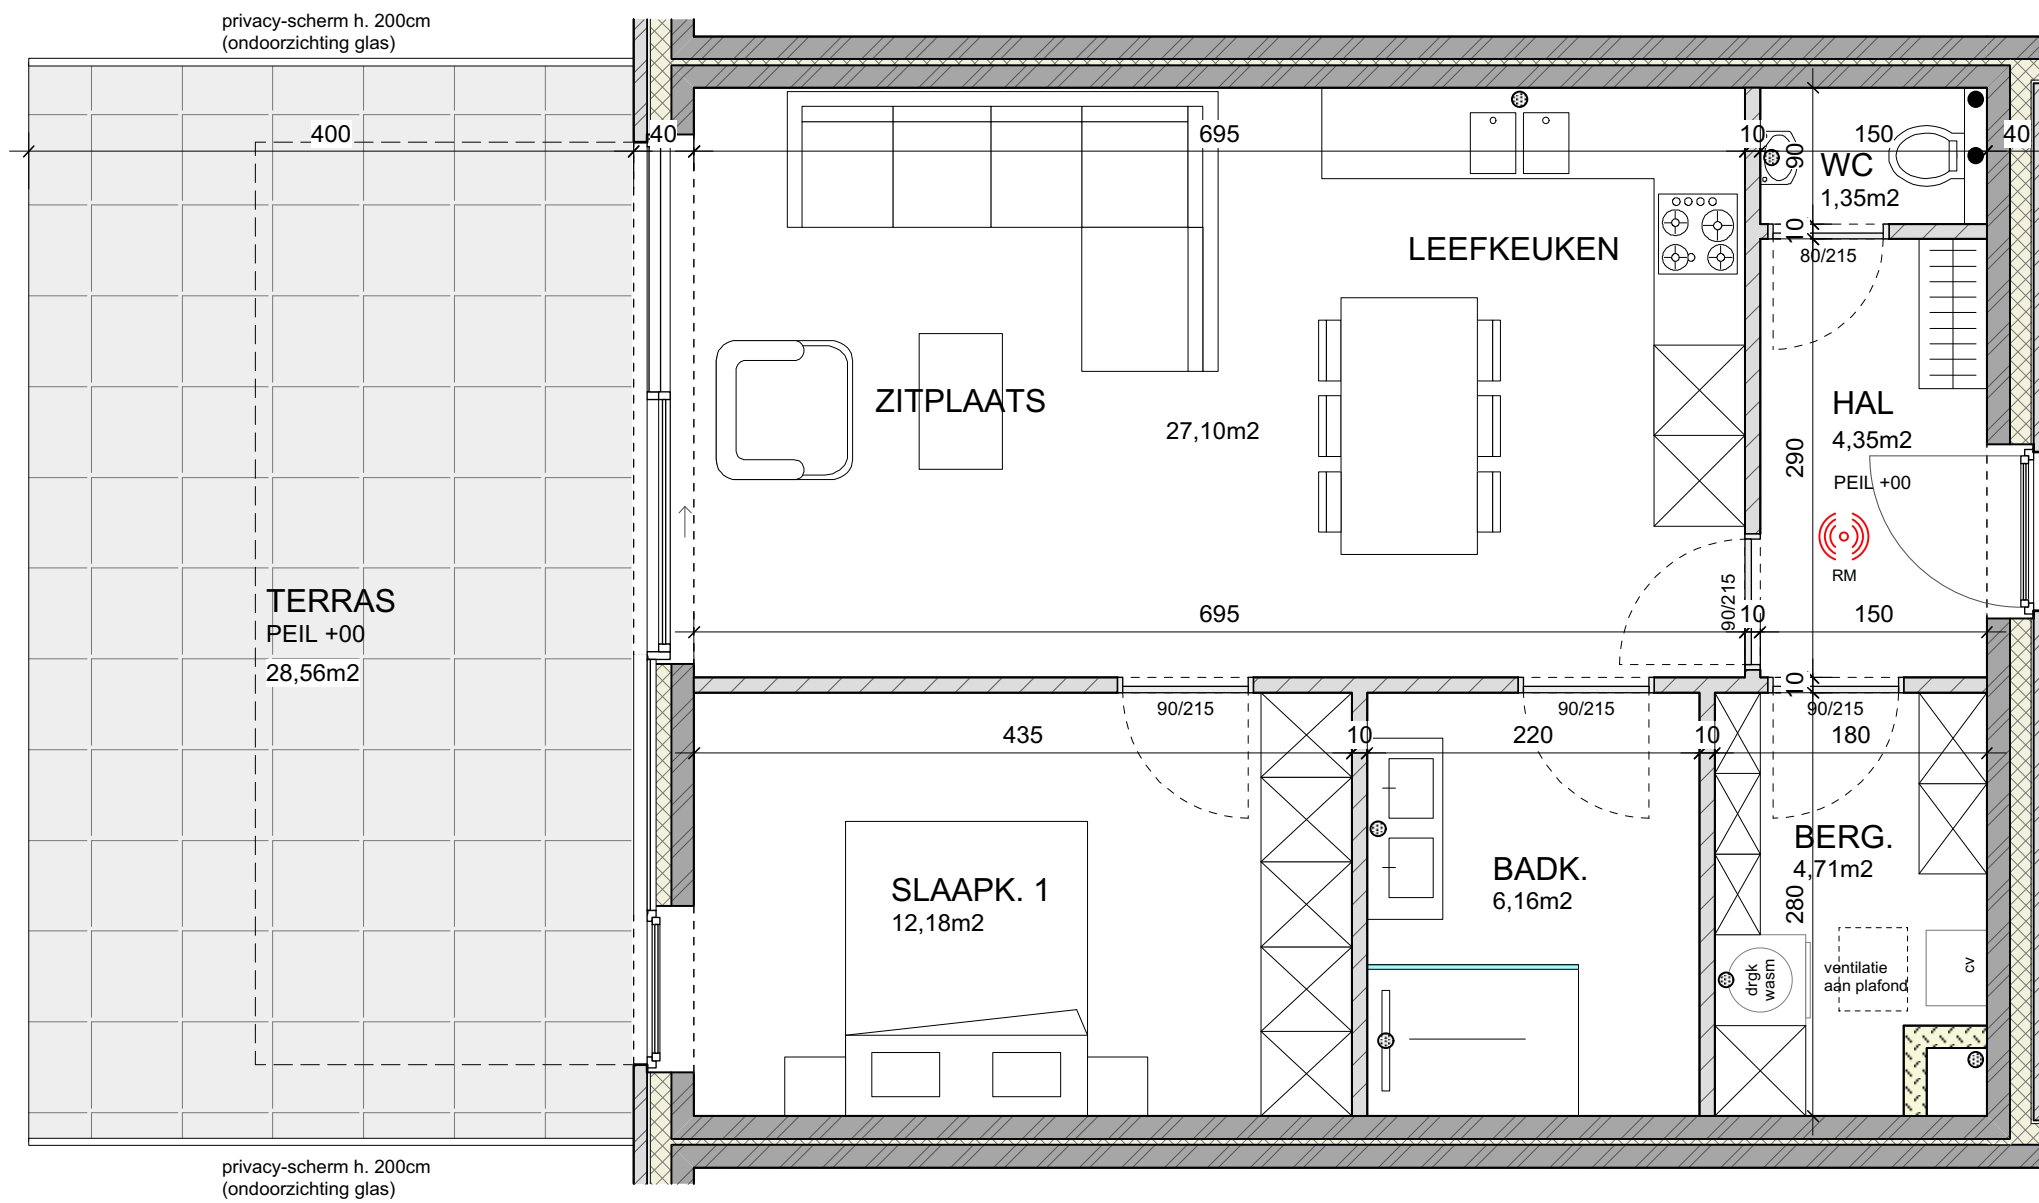 privacy-scherm h. 200cm
(ondoorzichting glas)
400
40
695
10
150
40
90
WC
1,35m2
10
80/215
LEEFKEUKEN
ZITPLAATS
27,10m2
HAL
4,35m2
290
PEIL +00
RM
TERRAS
PEIL +00
28,56m2
695
90/215
10
150
10
90/215
90/215
90/215
435
10
220
10
180
SLAAPK. 1
12,18m2
BADK.
6,16m2
BERG.
4,71m2
280
drgk
wasm
ventilatie
aan plafond
cv
privacy-scherm h. 200cm
(ondoorzichting glas)